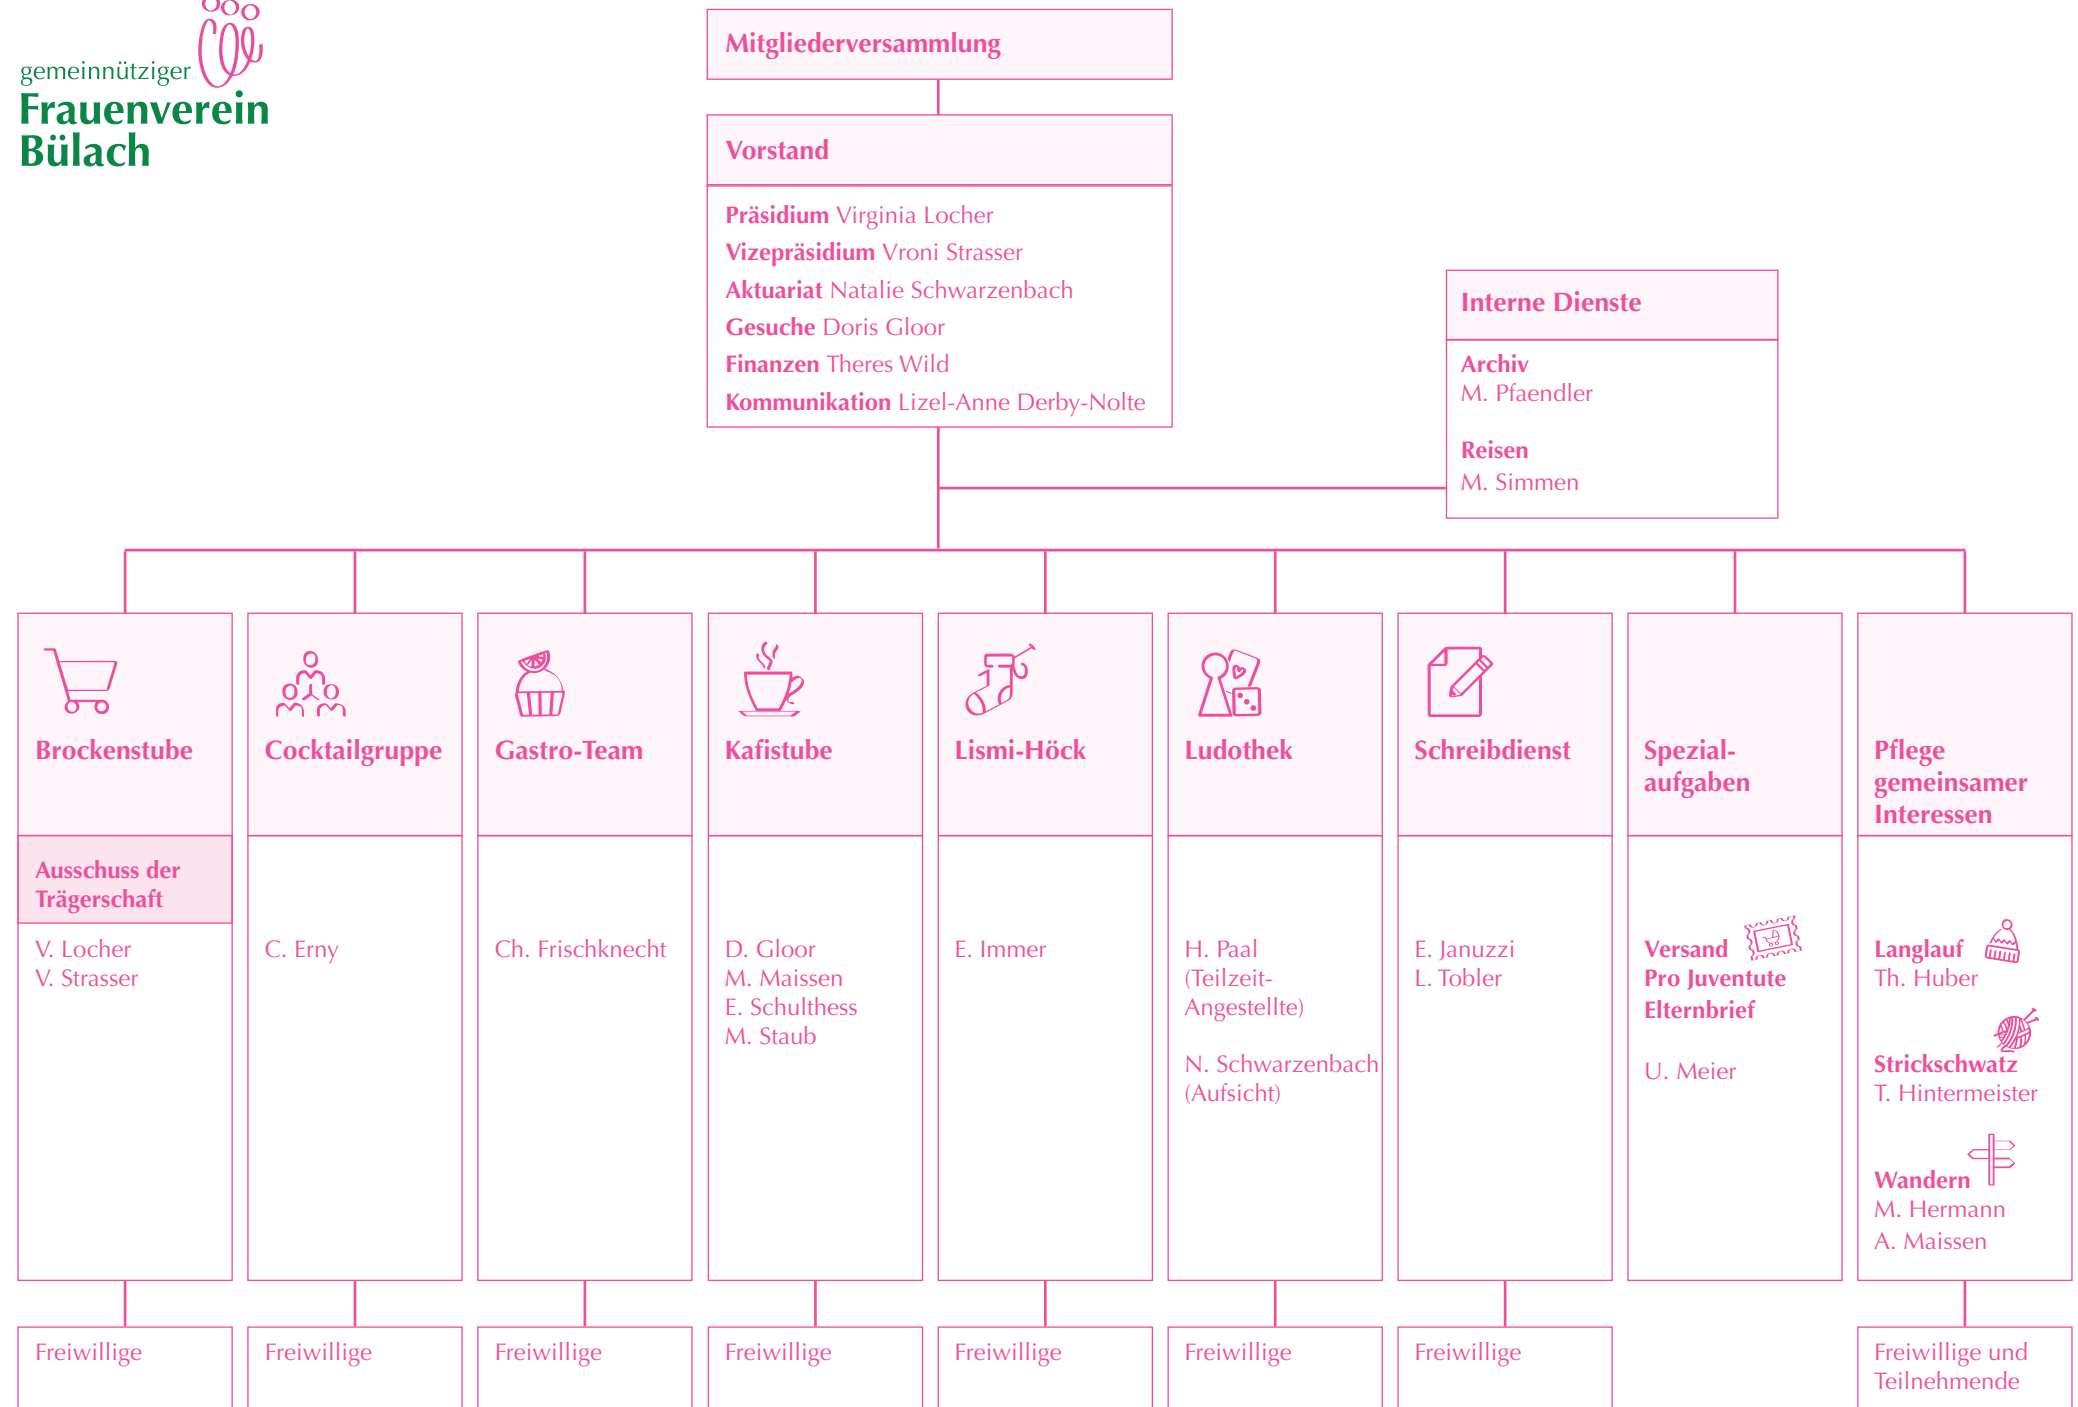 gemeinnütziger
Frauenverein
Bülach
Mitgliederversammlung
Vorstand
Präsidium Virginia Locher
Vizepräsidium Vroni Strasser
Aktuariat Natalie Schwarzenbach
Gesuche Doris Gloor
Finanzen Theres Wild
Kommunikation Lizel-Anne Derby-Nolte
Interne Dienste
Archiv
M. Pfaendler
Reisen
M. Simmen
Brockenstube
Ausschuss der
Trägerschaft
V. Locher
V. Strasser
Freiwillige
Cocktailgruppe
C. Erny
Freiwillige
Gastro-Team
Ch. Frischknecht
Freiwillige
Kafistube
D. Gloor
M. Maissen
E. Schulthess
M. Staub
Freiwillige
Lismi-Höck
E. Immer
Freiwillige
Ludothek
H. Paal
(Teilzeit-
Angestellte)
N. Schwarzenbach
(Aufsicht)
Freiwillige
Schreibdienst
E. Januzzi
L. Tobler
Freiwillige
Spezial-
aufgaben
Versand
Pro Juventute
Elternbrief
U. Meier
Pflege
gemeinsamer
Interessen
Langlauf
Th. Huber
Strickschwatz
T. Hintermeister
Wandern
M. Hermann
A. Maissen
Freiwillige und
Teilnehmende